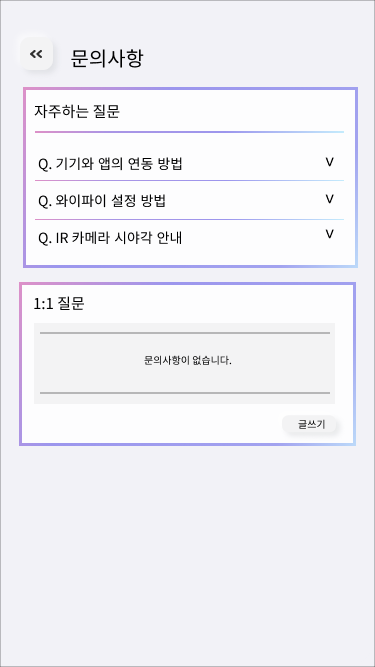 문의사항
자주하는 질문
Q. 기기와 앱의 연동 방법
Q. 와이파이 설정 방법
Q. IR 카메라 시야각 안내
1:1 질문
문의사항이 없습니다.
글쓰기